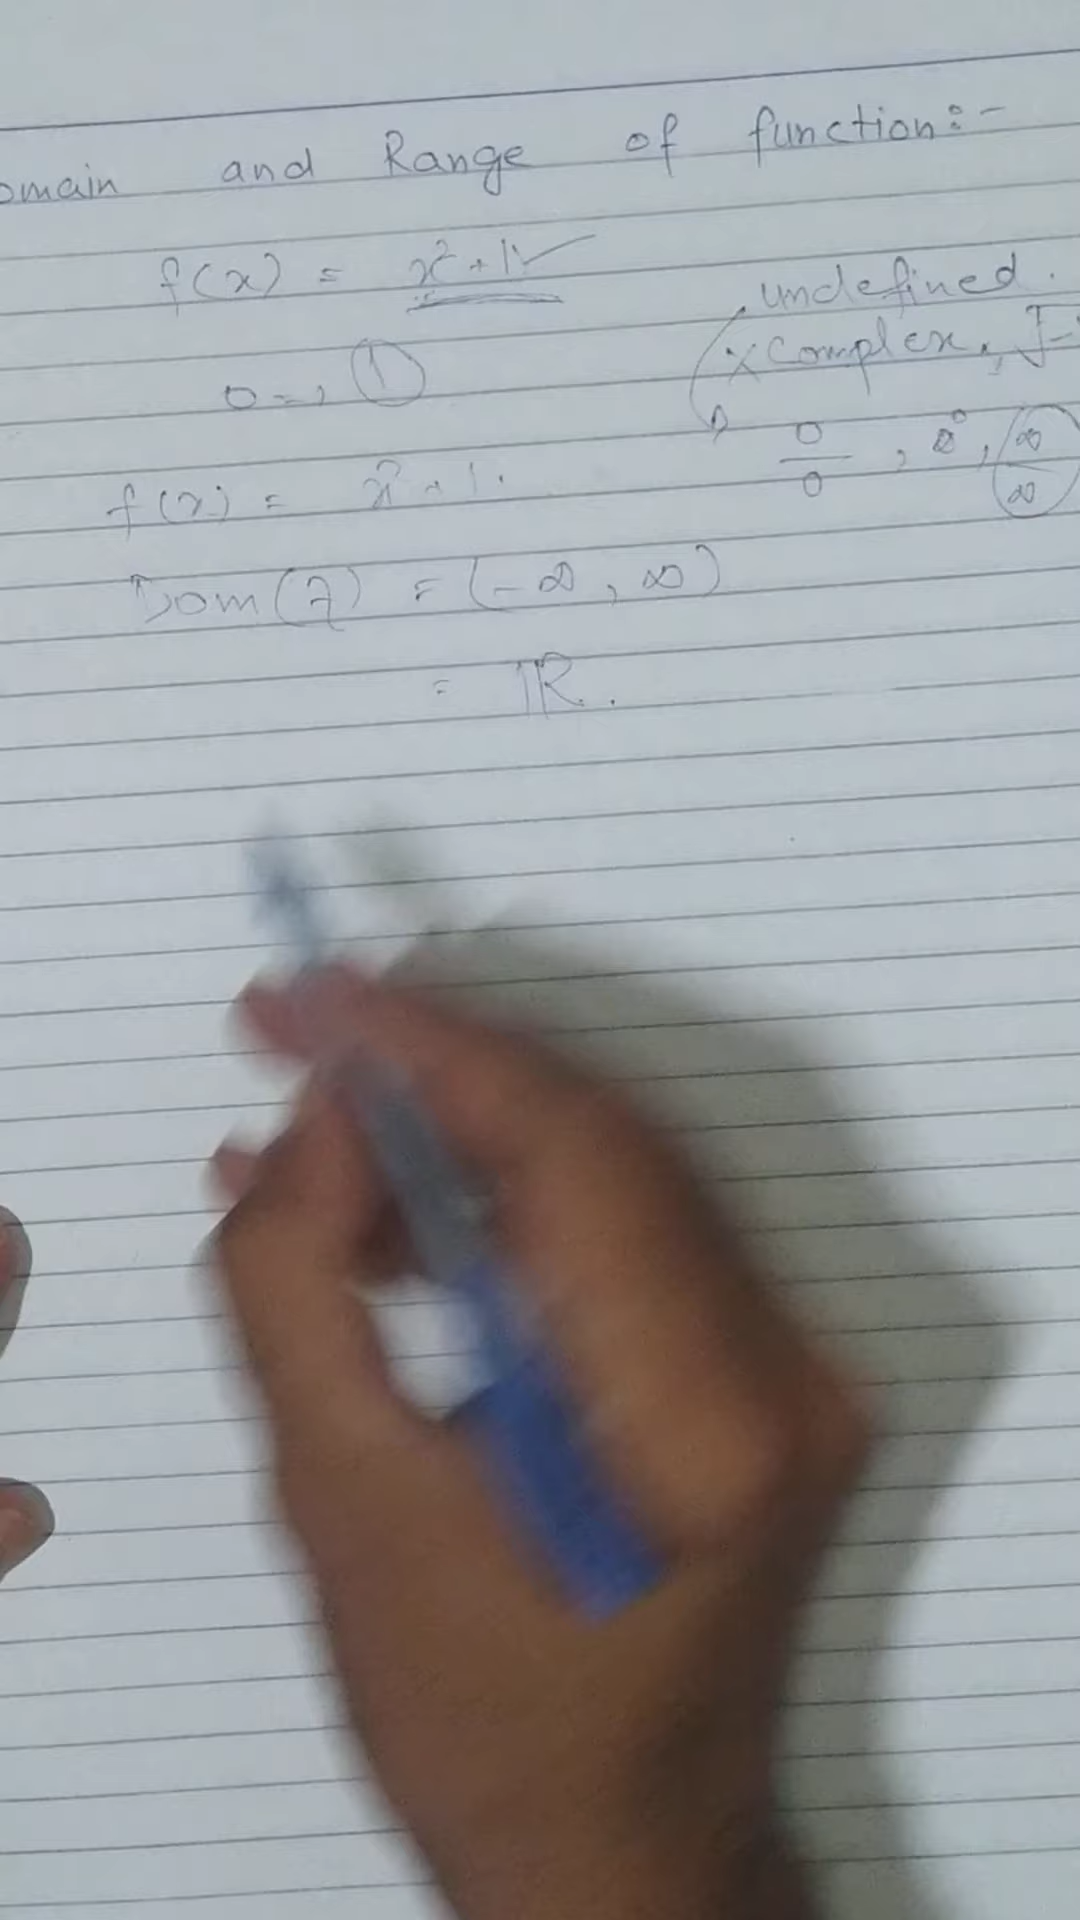 omain and Range of function:-
f(x) = x²+1 ✓
undefined.
x complex, √-
0 → 1
0/0, 0⁰, ∞/∞
f(x) = x²+1.
Dom(f) = (-∞, ∞)
= ℝ.